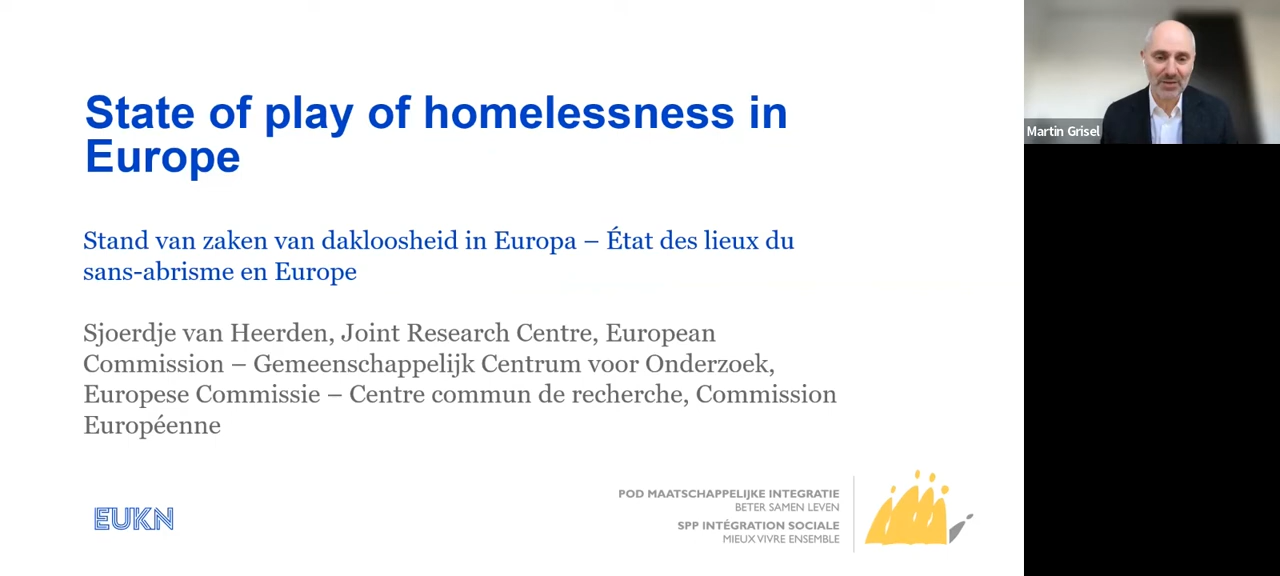 State of play of homelessness in
Europe
Stand van zaken van dakloosheid in Europa – État des lieux du
sans-abrisme en Europe
Sjoerdje van Heerden, Joint Research Centre, European
Commission – Gemeenschappelijk Centrum voor Onderzoek,
Europese Commissie – Centre commun de recherche, Commission
Européenne
EUKN
POD MAATSCHAPPELIJKE INTEGRATIE
BETER SAMEN LEVEN
SPP INTÉGRATION SOCIALE
MIEUX VIVRE ENSEMBLE
Martin Grisel